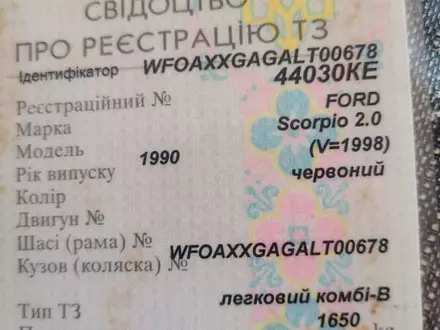 СВІДОЦТВО
ПРО РЕЄСТРАЦІЮ ТЗ
Ідентифікатор WFOAXXGAGALT00678
Реєстраційний № 44030KE
Марка FORD
Модель Scorpio 2.0
Рік випуску 1990 (V=1998)
Колір червоний
Двигун №
Шасі (рама) №
Кузов (коляска) № WFOAXXGAGALT00678
Тип ТЗ легковий комбі-В
1650